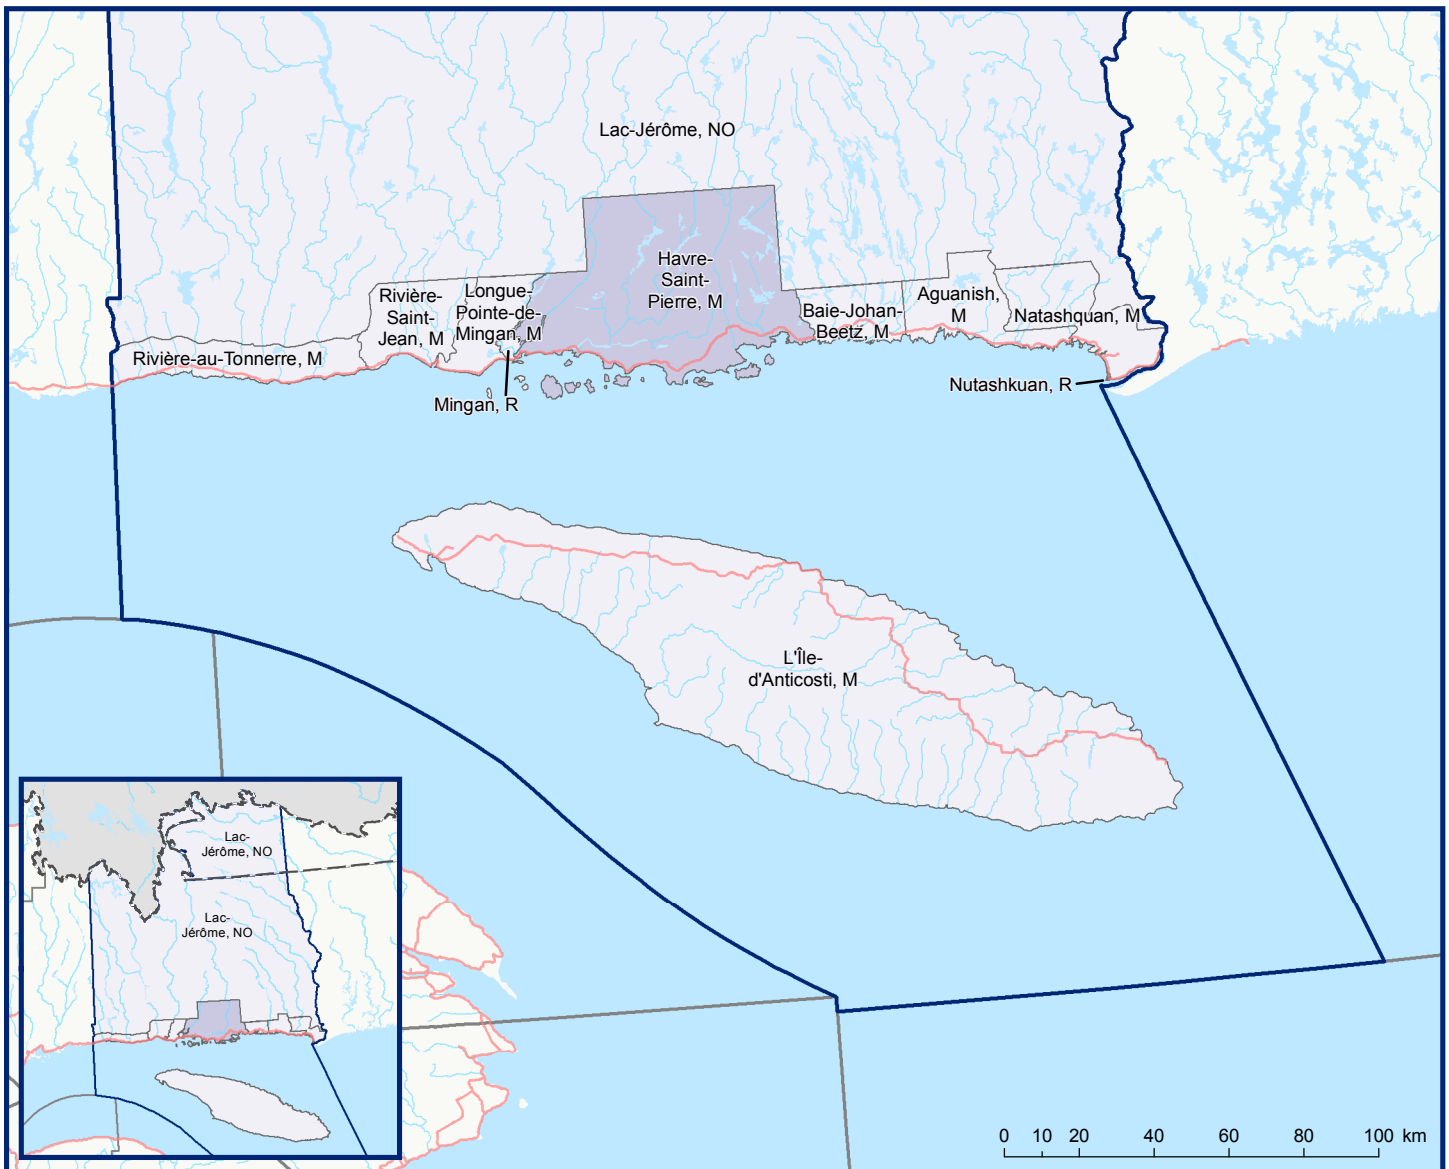 Lac-Jérôme, NO
Havre-
Saint-
Pierre, M
Rivière-
Saint-
Jean, M
Longue-
Pointe-de-
Mingan, M
Baie-Johan-
Beetz, M
Aguanish,
M
Natashquan, M
Rivière-au-Tonnerre, M
Mingan, R
Nutashkuan, R
L'Île-
d'Anticosti, M
Lac-
Jérôme, NO
Lac-
Jérôme, NO
0 10 20 40 60 80 100 km